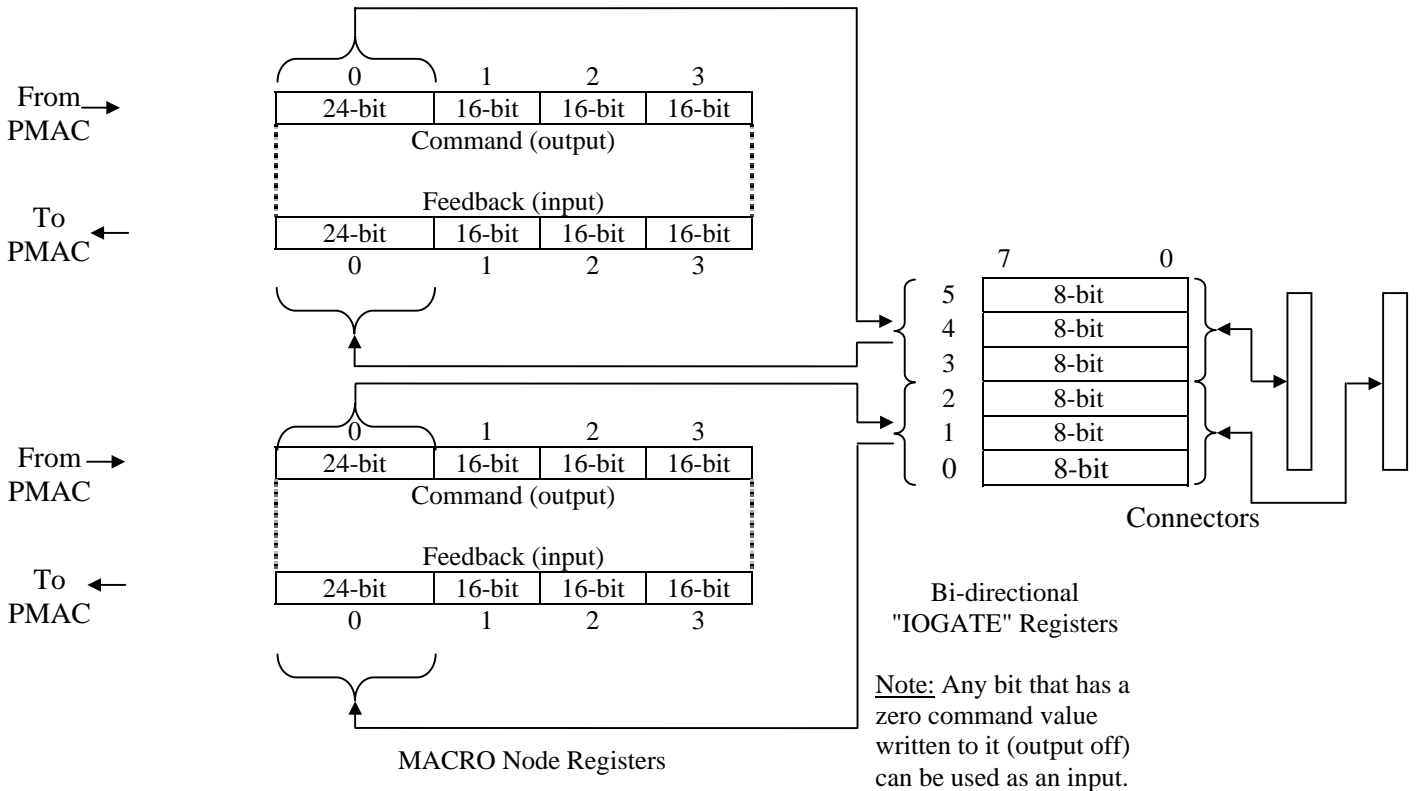 0 1 2 3
From
PMAC
24-bit 16-bit 16-bit 16-bit
Command (output)
Feedback (input)
To
PMAC
24-bit 16-bit 16-bit 16-bit
0 1 2 3
7 0
5 8-bit
4 8-bit
3 8-bit
2 8-bit
1 8-bit
0 8-bit
Connectors
0 1 2 3
From
PMAC
24-bit 16-bit 16-bit 16-bit
Command (output)
Feedback (input)
To
PMAC
24-bit 16-bit 16-bit 16-bit
0 1 2 3
Bi-directional
"IOGATE" Registers
Note: Any bit that has a
zero command value
written to it (output off)
can be used as an input.
MACRO Node Registers